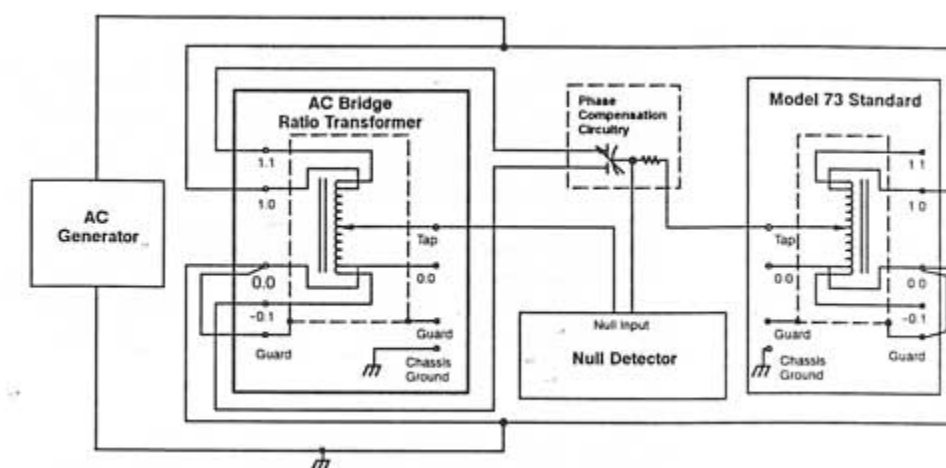 AC
Generator
AC Bridge
Ratio Transformer
1.1
1.0
0.0
-0.1
Guard
Tap
0.0
Guard
Chassis
Ground
Phase
Compensation
Circuitry
Null Input
Null Detector
Model 73 Standard
Tap
0.0
Guard
Chassis
Ground
1.1
1.0
0.0
-0.1
Guard